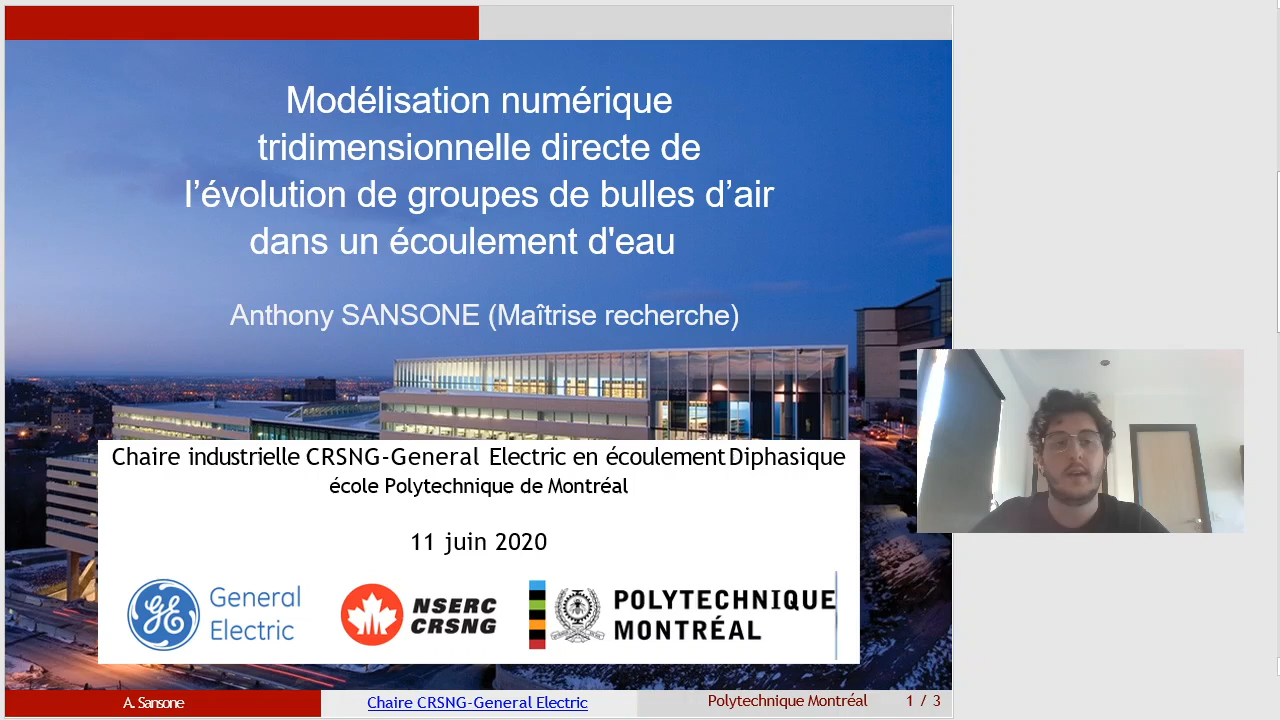 Modélisation numérique
tridimensionnelle directe de
l’évolution de groupes de bulles d’air
dans un écoulement d'eau
Anthony SANSONE (Maîtrise recherche)
Chaire industrielle CRSNG-General Electric en écoulement Diphasique
école Polytechnique de Montréal
11 juin 2020
GE General
Electric
NSERC
CRSNG
POLYTECHNIQUE
MONTRÉAL
A. Sansone Chaire CRSNG-General Electric Polytechnique Montréal 1 / 3